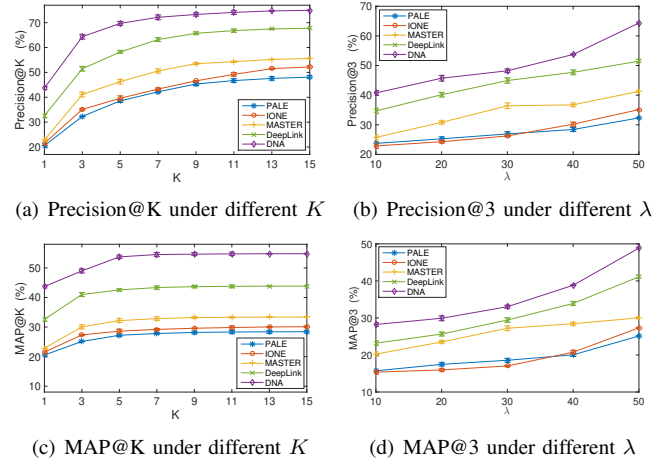 Precision@K (%)
70
60
50
40
30
20
10
1 3 5 7 9 11 13 15
K
PALE
IONE
MASTER
DeepLink
DNA
(a) Precision@K under different K
Precision@3 (%)
70
60
50
40
30
20
10 20 30 40 50
λ
PALE
IONE
MASTER
DeepLink
DNA
(b) Precision@3 under different λ
MAP@K (%)
50
40
30
20
10
1 3 5 7 9 11 13 15
K
PALE
IONE
MASTER
DeepLink
DNA
(c) MAP@K under different K
MAP@3 (%)
50
40
30
20
10
10 20 30 40 50
λ
PALE
IONE
MASTER
DeepLink
DNA
(d) MAP@3 under different λ